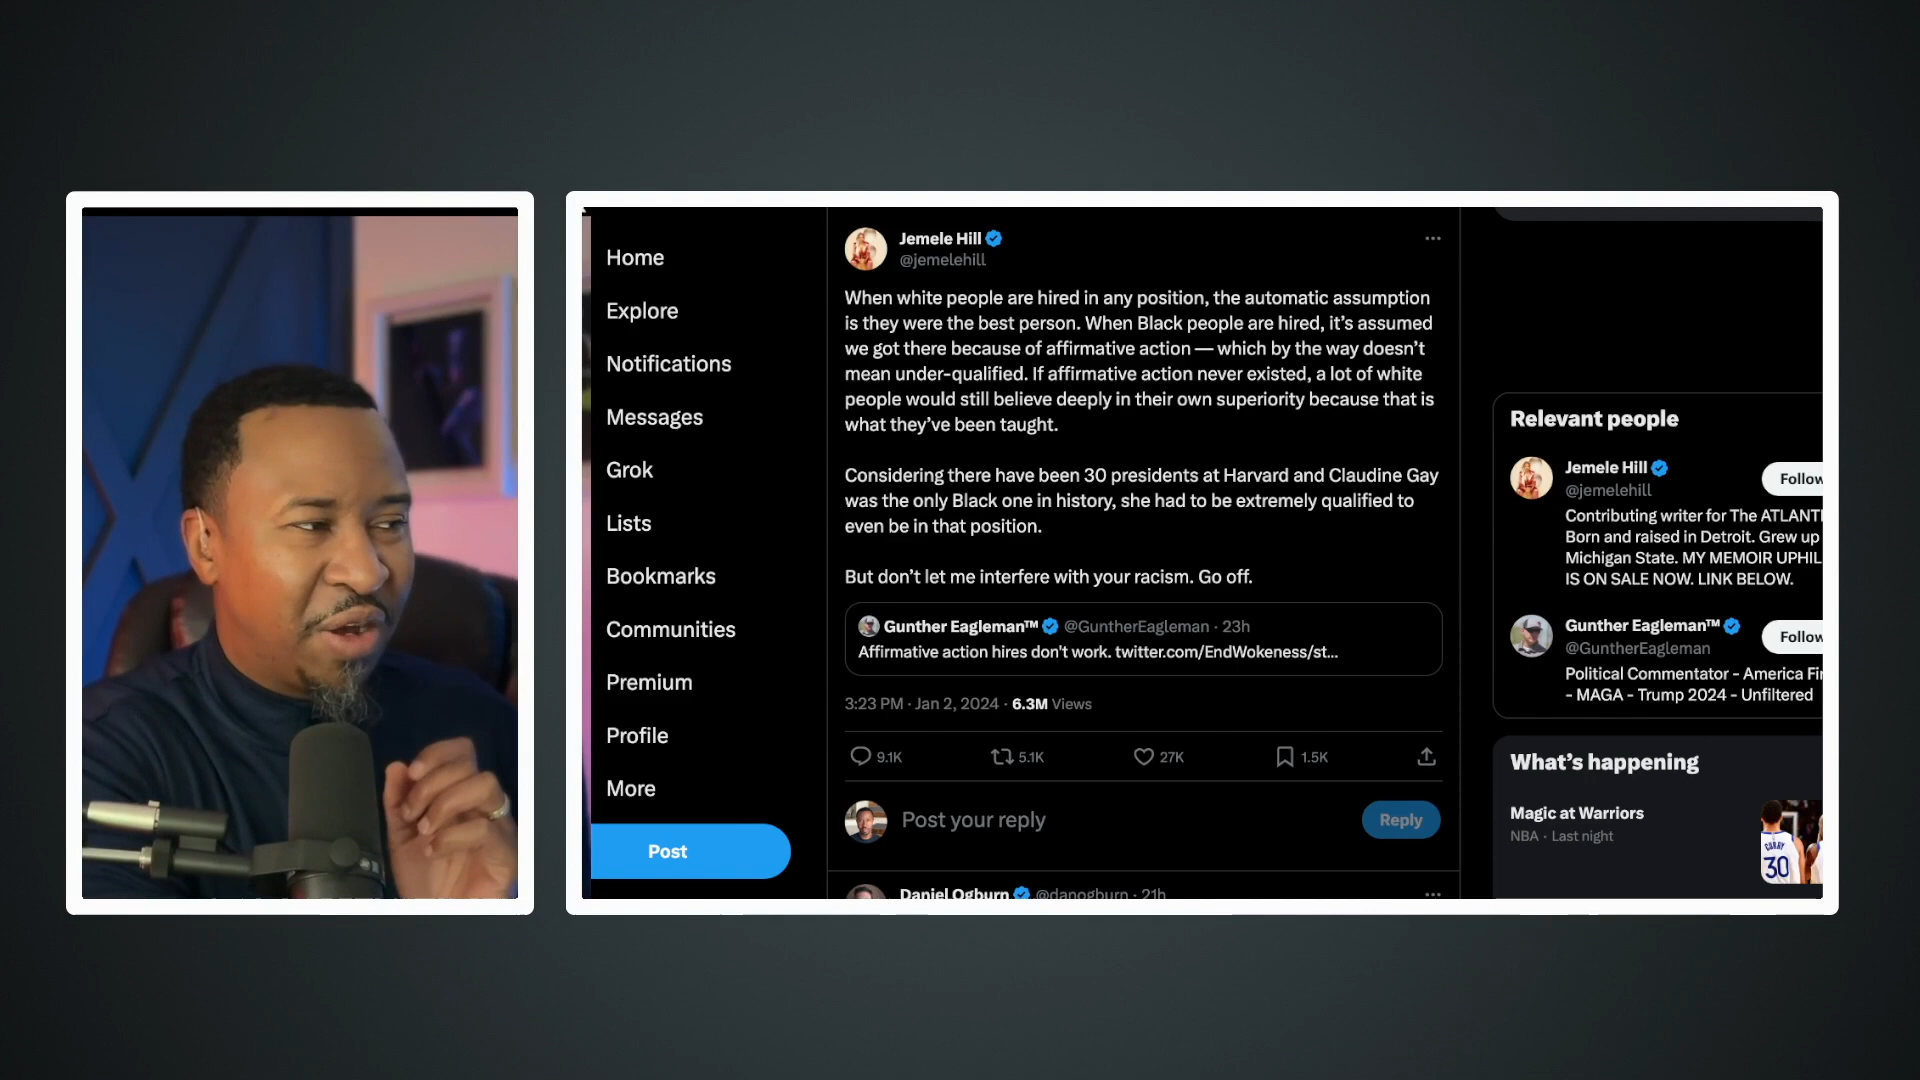 Home
Explore
Notifications
Messages
Grok
Lists
Bookmarks
Communities
Premium
Profile
More
Post
Jemele Hill
@jemelehill
When white people are hired in any position, the automatic assumption
is they were the best person. When Black people are hired, it’s assumed
we got there because of affirmative action — which by the way doesn’t
mean under-qualified. If affirmative action never existed, a lot of white
people would still believe deeply in their own superiority because that is
what they’ve been taught.
Considering there have been 30 presidents at Harvard and Claudine Gay
was the only Black one in history, she had to be extremely qualified to
even be in that position.
But don’t let me interfere with your racism. Go off.
Gunther Eagleman™ @GuntherEagleman · 23h
Affirmative action hires don't work. twitter.com/EndWokeness/st...
3:23 PM · Jan 2, 2024 · 6.3M Views
9.1K 5.1K 27K 1.5K
Post your reply
Reply
Daniel Ogburn @danogburn · 21h
Relevant people
Jemele Hill
@jemelehill
Follow
Contributing writer for The ATLANT
Born and raised in Detroit. Grew up
Michigan State. MY MEMOIR UPHIL
IS ON SALE NOW. LINK BELOW.
Gunther Eagleman™
@GuntherEagleman
Follow
Political Commentator - America Fir
- MAGA - Trump 2024 - Unfiltered
What’s happening
Magic at Warriors
NBA · Last night
CURRY
30